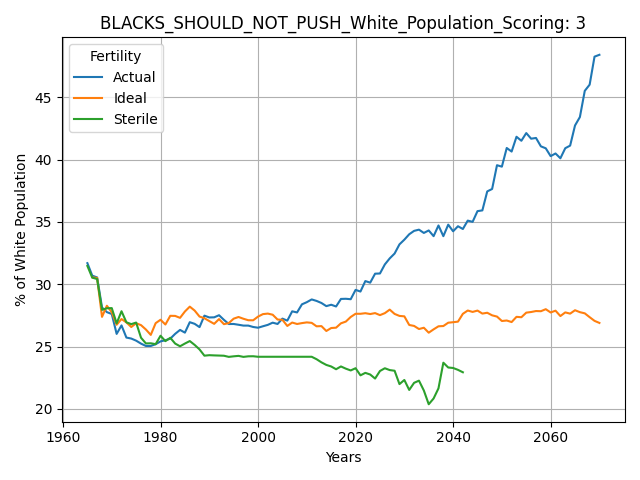 BLACKS_SHOULD_NOT_PUSH_White_Population_Scoring: 3
Fertility
Actual
Ideal
Sterile
% of White Population
45
40
35
30
25
20
1960 1980 2000 2020 2040 2060
Years